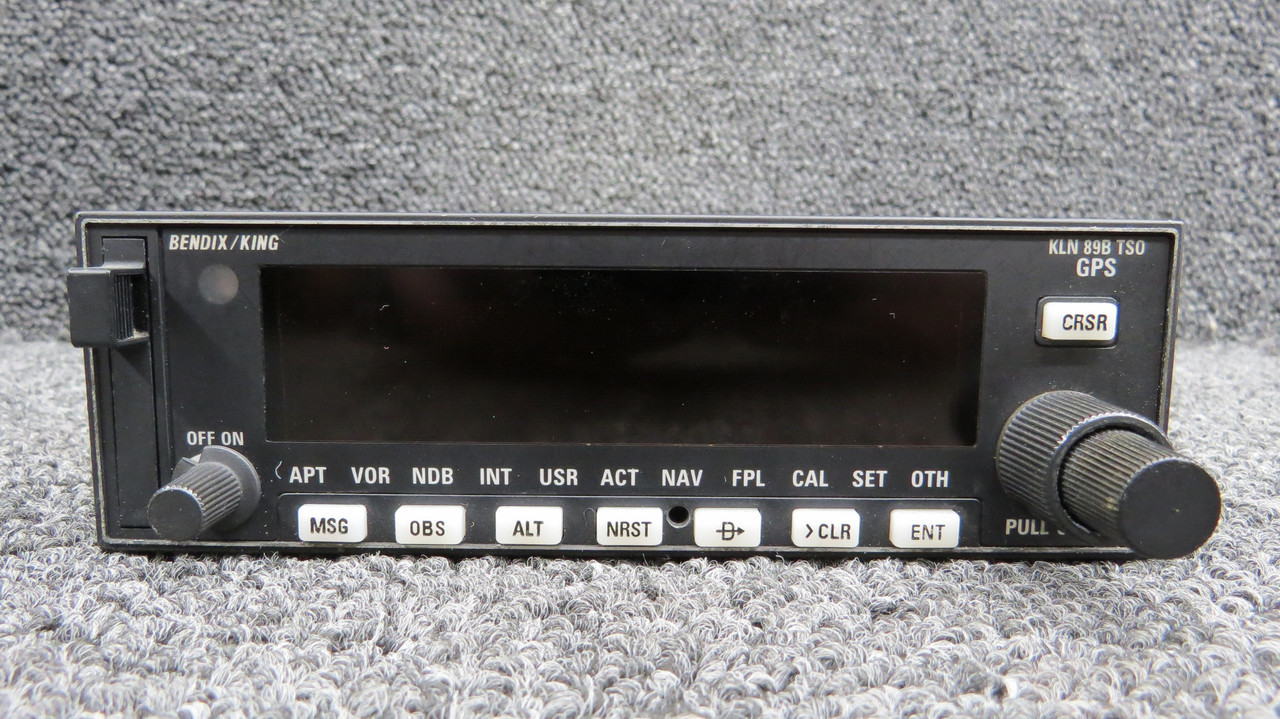 BENDIX/KING
KLN 89B TSO
GPS
CRSR
OFF ON
APT VOR NDB INT USR ACT NAV FPL CAL SET OTH
MSG OBS ALT NRST D→ >CLR ENT
PULL